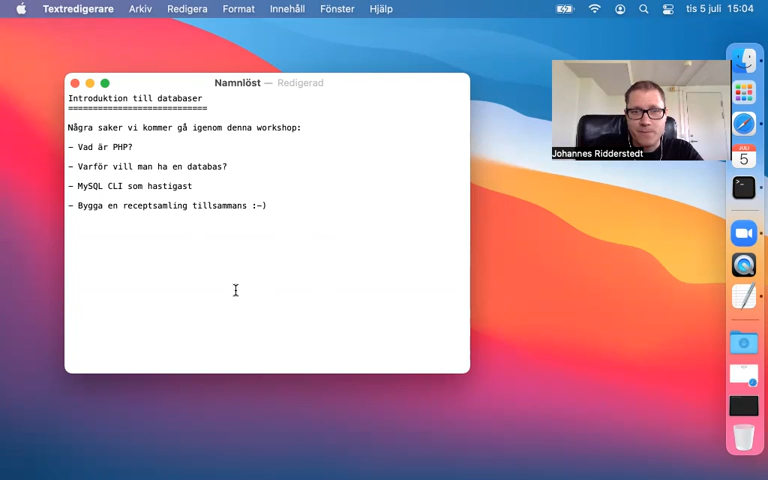 Textredigerare Arkiv Redigera Format Innehåll Fönster Hjälp tis 5 juli 15:04
Namnlöst — Redigerad
Introduktion till databaser
===========================
Några saker vi kommer gå igenom denna workshop:
- Vad är PHP?
- Varför vill man ha en databas?
- MySQL CLI som hastigast
- Bygga en receptsamling tillsammans :-)
Johannes Ridderstedt
JULI
5